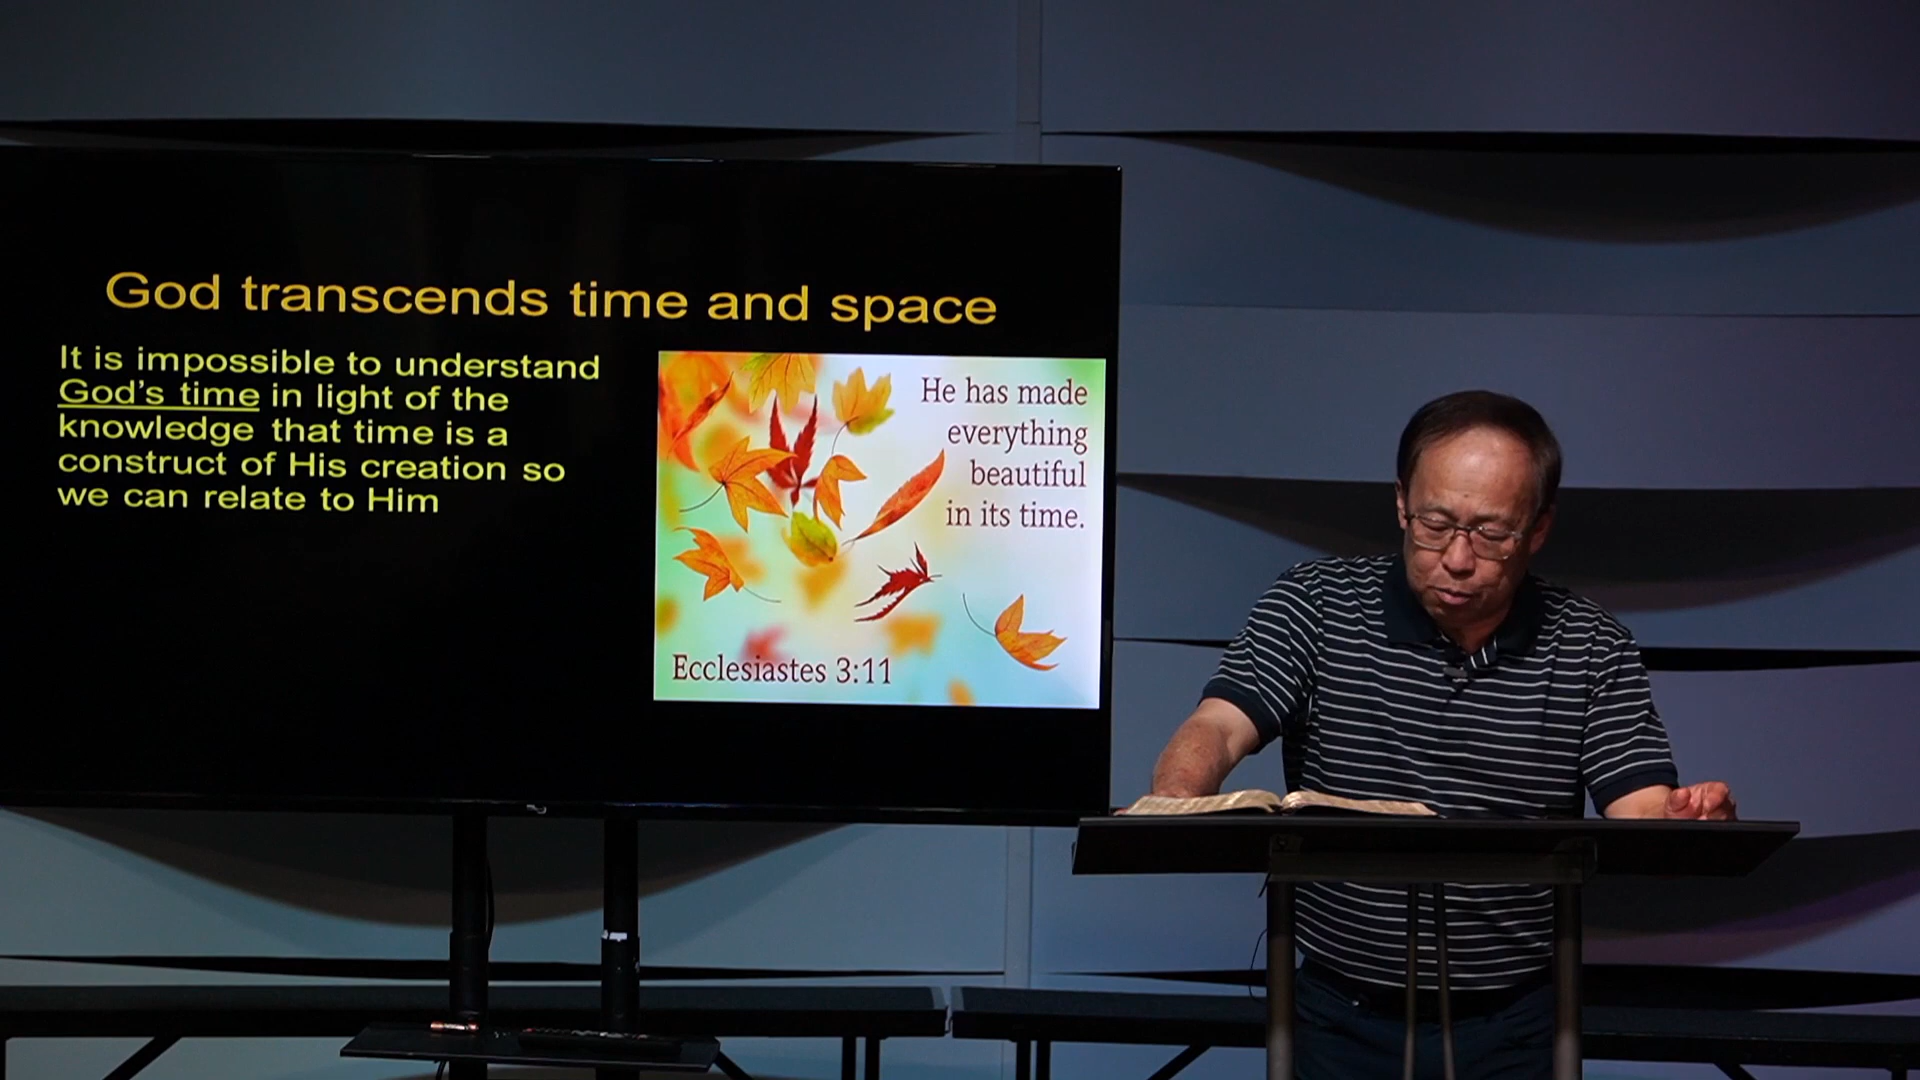 God transcends time and space
It is impossible to understand
God's time in light of the
knowledge that time is a
construct of His creation so
we can relate to Him
He has made
everything
beautiful
in its time.
Ecclesiastes 3:11